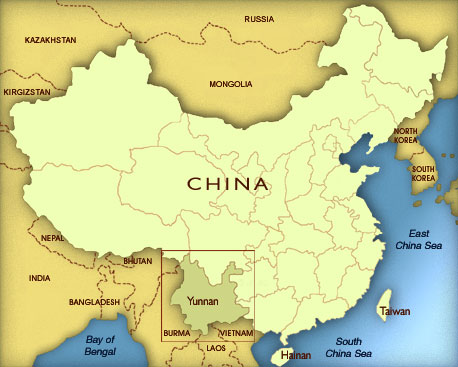 RUSSIA
KAZAKHSTAN
MONGOLIA
KIRGIZSTAN
NORTH
KOREA
SOUTH
KOREA
CHINA
East
China Sea
NEPAL
BHUTAN
INDIA
BANGLADESH
Yunnan
Taiwan
BURMA
VIETNAM
Bay of
Bengal
LAOS
Hainan
South
China Sea